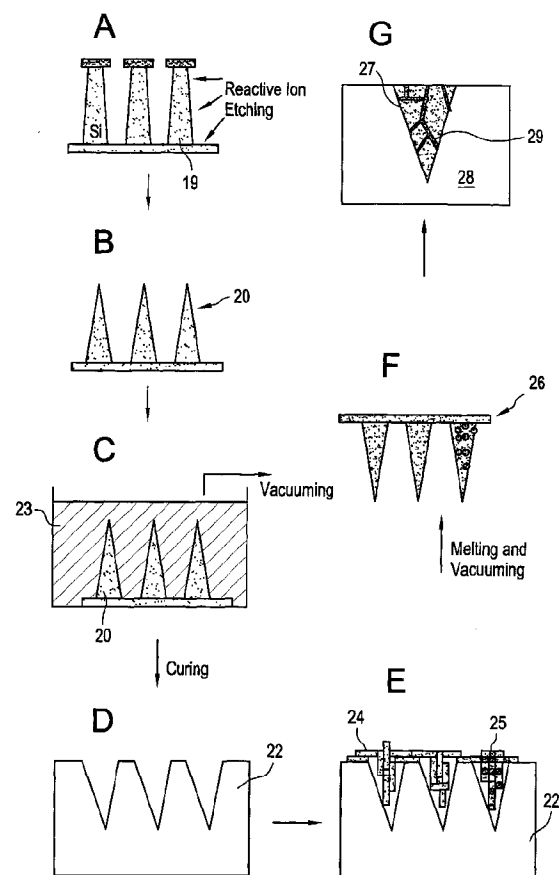 A
Reactive Ion
Etching
Si
19
B
20
C
Vacuuming
23
20
Curing
D
22
E
24
25
22
Melting and
Vacuuming
F
26
G
27
29
28